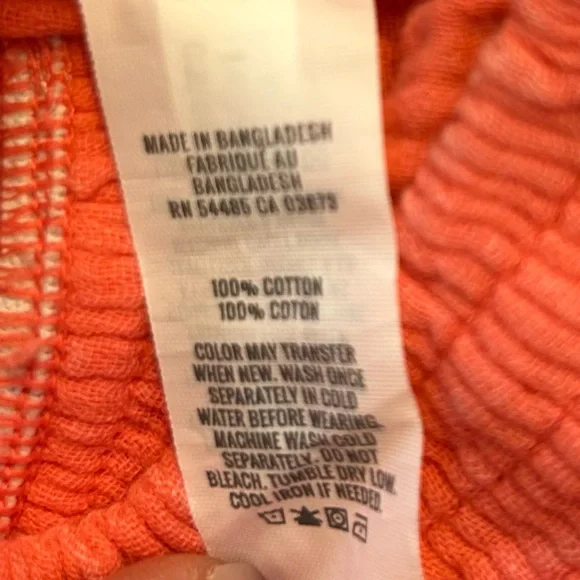 MADE IN BANGLADESH
FABRIQUÉ AU
BANGLADESH
RN 54485 CA 03673
100% COTTON
100% COTON
COLOR MAY TRANSFER
WHEN NEW. WASH ONCE
SEPARATELY IN COLD
WATER BEFORE WEARING.
MACHINE WASH COLD
SEPARATELY. DO NOT
BLEACH. TUMBLE DRY LOW.
COOL IRON IF NEEDED.